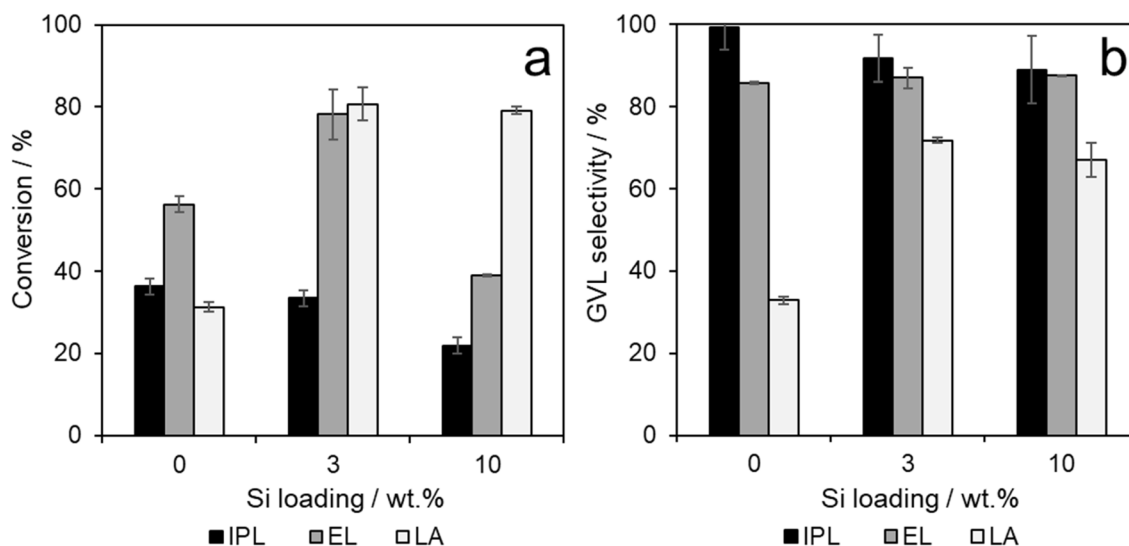 a
100
80
60
40
20
0
Conversion / %
0 3 10
Si loading / wt.%
IPL EL LA
b
100
80
60
40
20
0
GVL selectivity / %
0 3 10
Si loading / wt.%
IPL EL LA